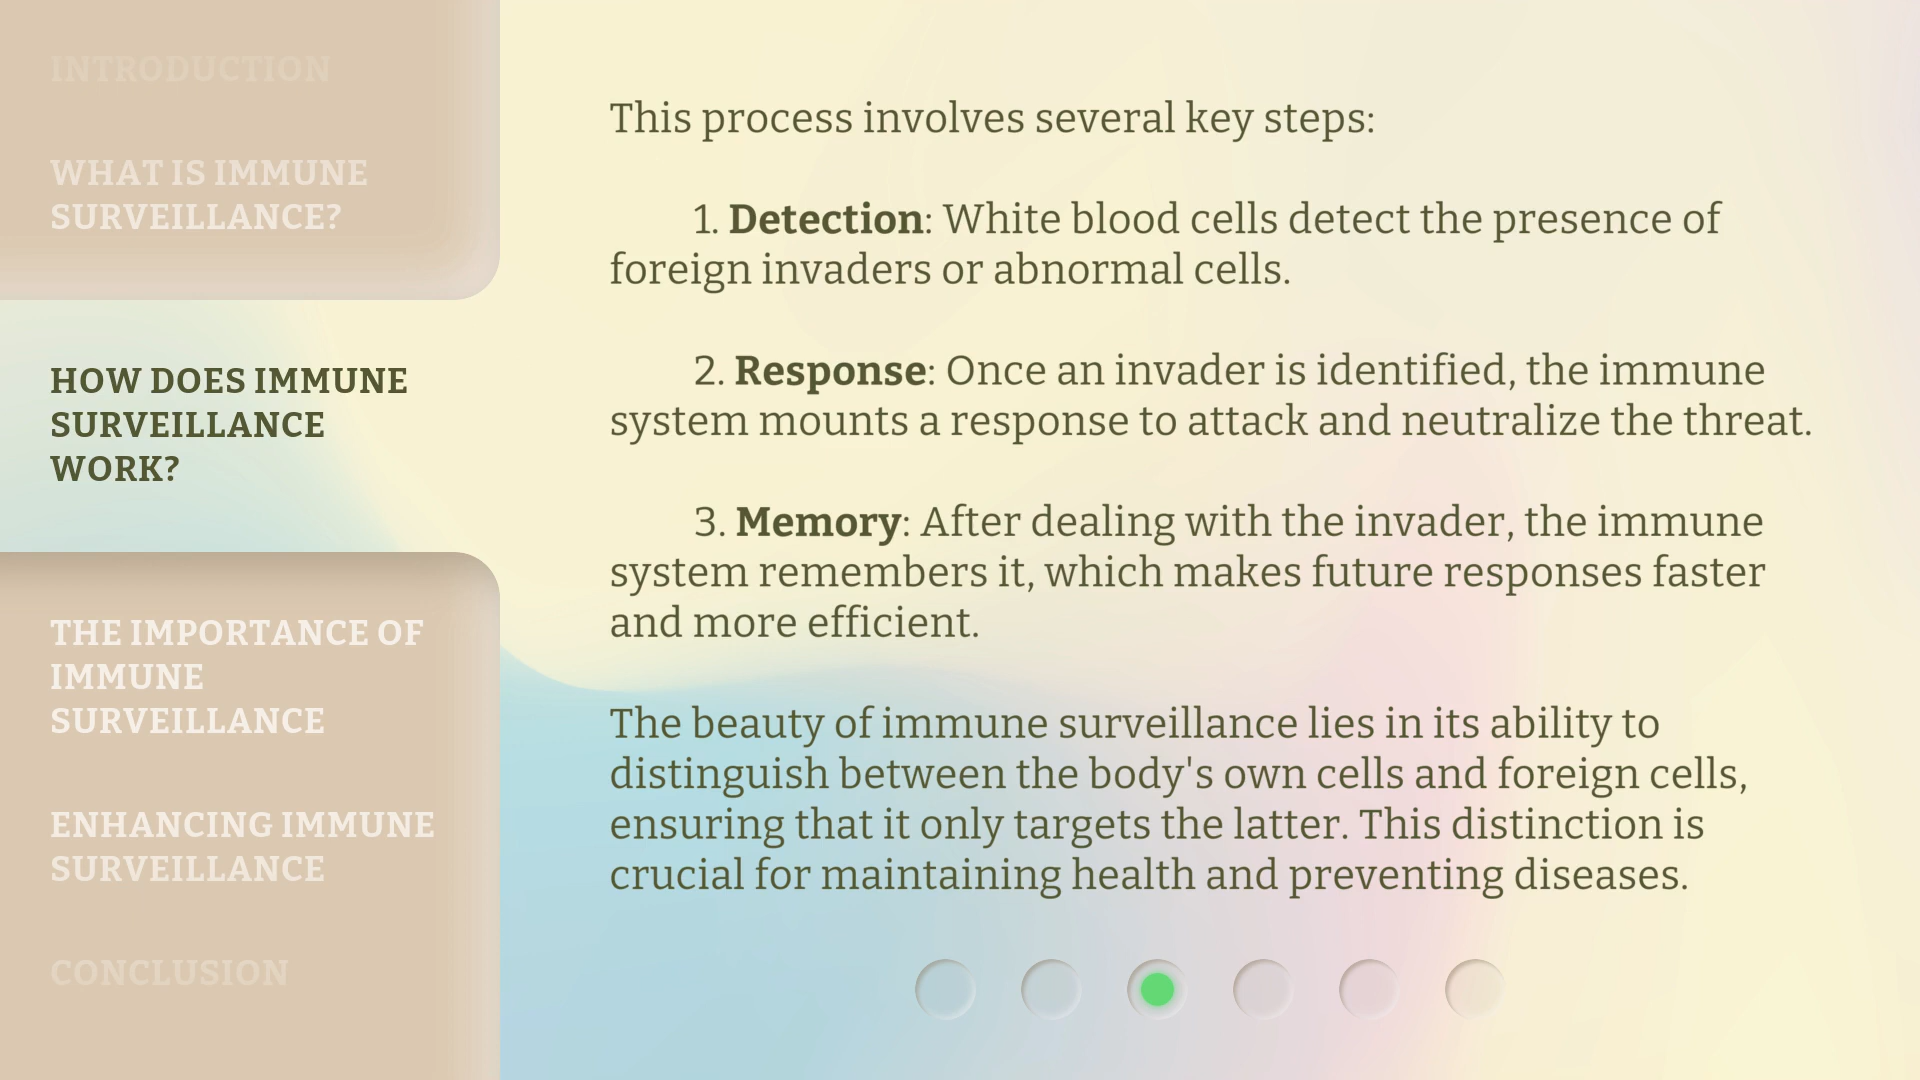 INTRODUCTION
WHAT IS IMMUNE
SURVEILLANCE?
HOW DOES IMMUNE
SURVEILLANCE
WORK?
THE IMPORTANCE OF
IMMUNE
SURVEILLANCE
ENHANCING IMMUNE
SURVEILLANCE
CONCLUSION
This process involves several key steps:
1. Detection: White blood cells detect the presence of
foreign invaders or abnormal cells.
2. Response: Once an invader is identified, the immune
system mounts a response to attack and neutralize the threat.
3. Memory: After dealing with the invader, the immune
system remembers it, which makes future responses faster
and more efficient.
The beauty of immune surveillance lies in its ability to
distinguish between the body's own cells and foreign cells,
ensuring that it only targets the latter. This distinction is
crucial for maintaining health and preventing diseases.